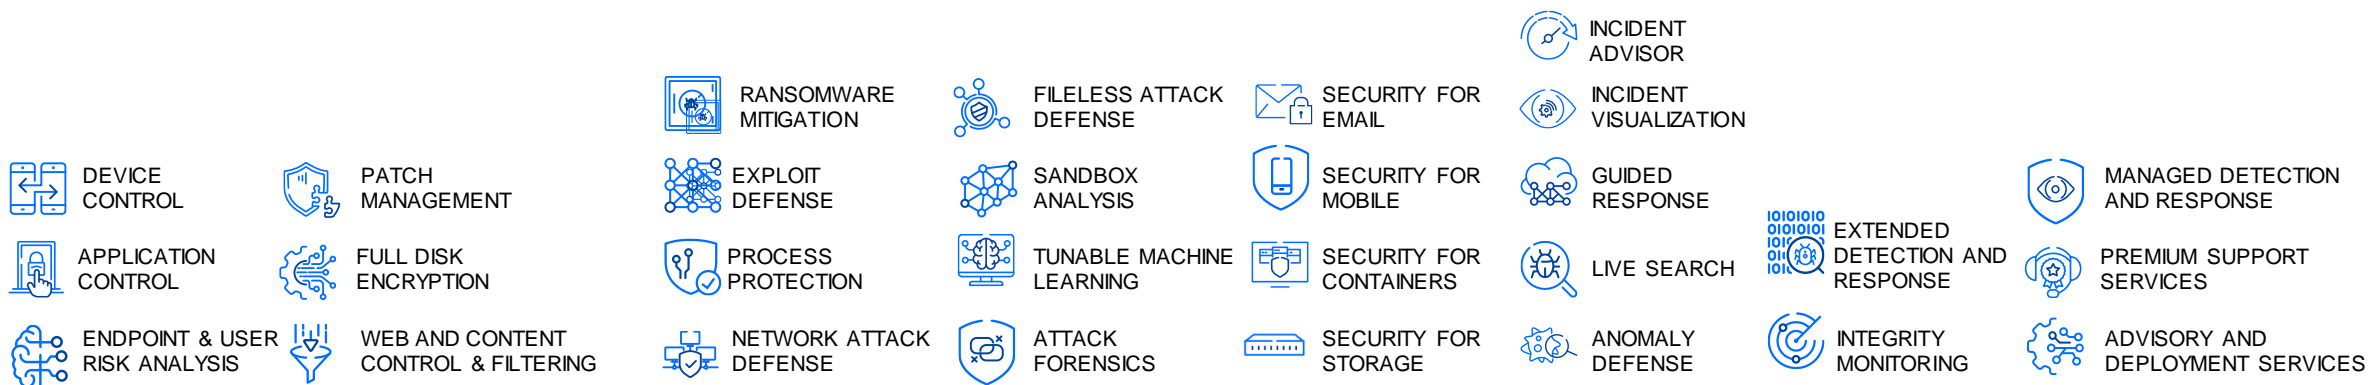 DEVICE
CONTROL
APPLICATION
CONTROL
ENDPOINT & USER
RISK ANALYSIS
PATCH
MANAGEMENT
FULL DISK
ENCRYPTION
WEB AND CONTENT
CONTROL & FILTERING
RANSOMWARE
MITIGATION
EXPLOIT
DEFENSE
PROCESS
PROTECTION
NETWORK ATTACK
DEFENSE
FILELESS ATTACK
DEFENSE
SANDBOX
ANALYSIS
TUNABLE MACHINE
LEARNING
ATTACK
FORENSICS
SECURITY FOR
EMAIL
SECURITY FOR
MOBILE
SECURITY FOR
CONTAINERS
SECURITY FOR
STORAGE
INCIDENT
ADVISOR
INCIDENT
VISUALIZATION
GUIDED
RESPONSE
LIVE SEARCH
ANOMALY
DEFENSE
EXTENDED
DETECTION AND
RESPONSE
INTEGRITY
MONITORING
MANAGED DETECTION
AND RESPONSE
PREMIUM SUPPORT
SERVICES
ADVISORY AND
DEPLOYMENT SERVICES